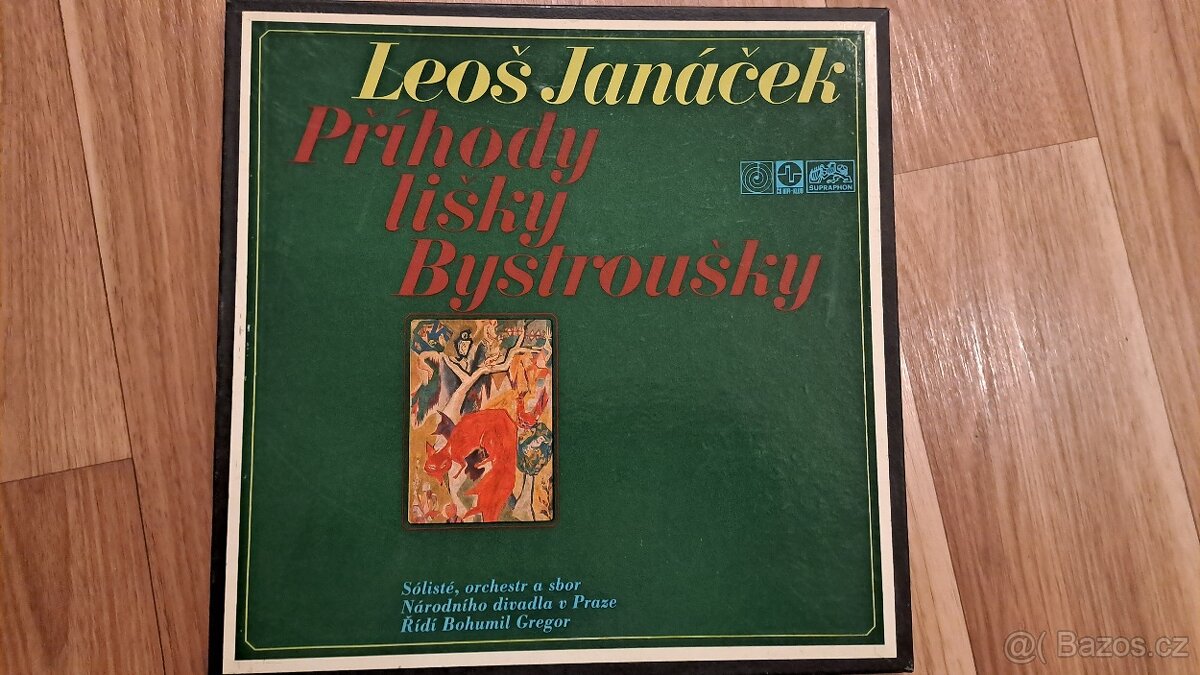 Leoš Janáček
Příhody
lišky
Bystroušky
SUPRAPHON
Sólisté, orchestr a sbor
Národního divadla v Praze
Řídí Bohumil Gregor
@( Bazos.cz